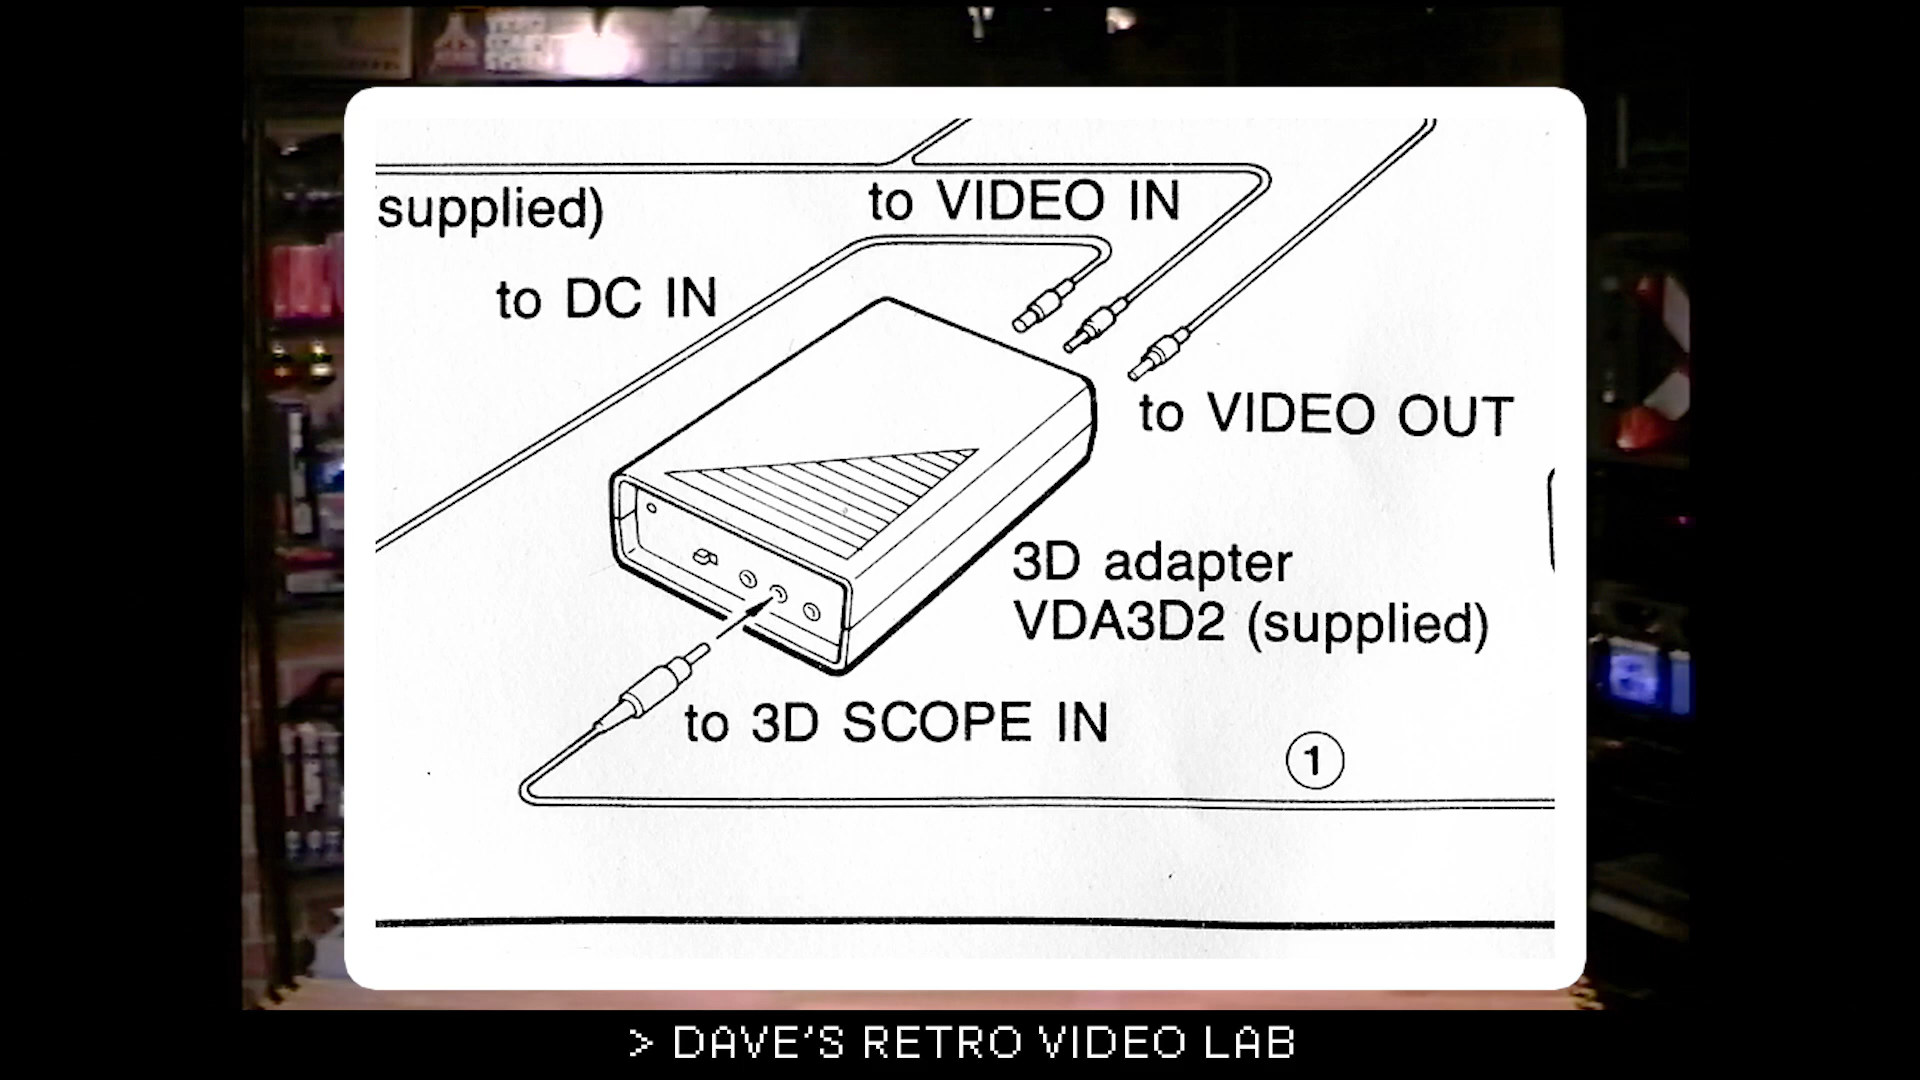 supplied)
to VIDEO IN
to DC IN
to VIDEO OUT
3D adapter
VDA3D2 (supplied)
to 3D SCOPE IN
1
> DAVE'S RETRO VIDEO LAB